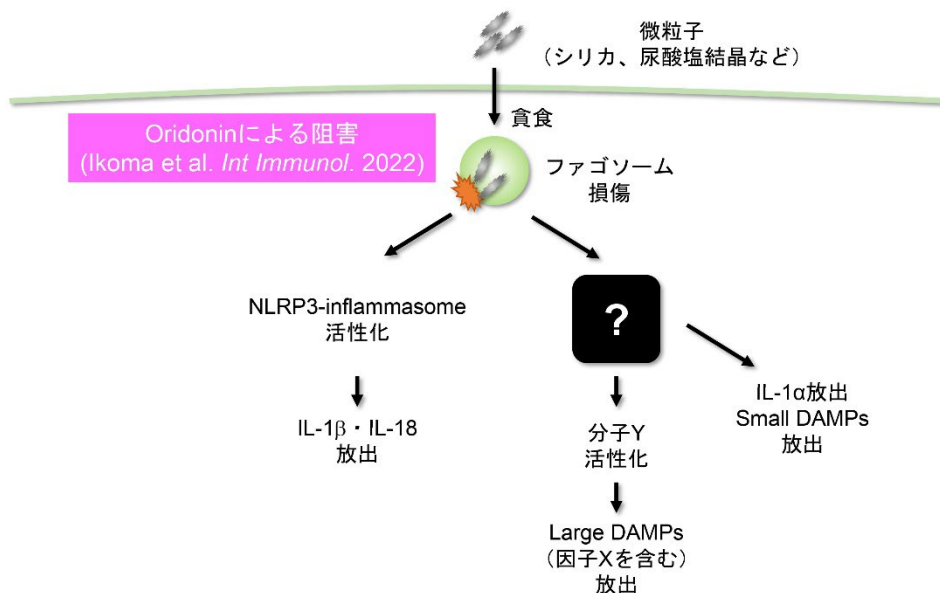 微粒子
（シリカ、尿酸塩結晶など）
貪食
Oridoninによる阻害
(Ikoma et al. Int Immunol. 2022)
ファゴソーム
損傷
NLRP3-inflammasome
活性化
?
IL-1β・IL-18
放出
分子Y
活性化
IL-1α放出
Small DAMPs
放出
Large DAMPs
（因子Xを含む）
放出